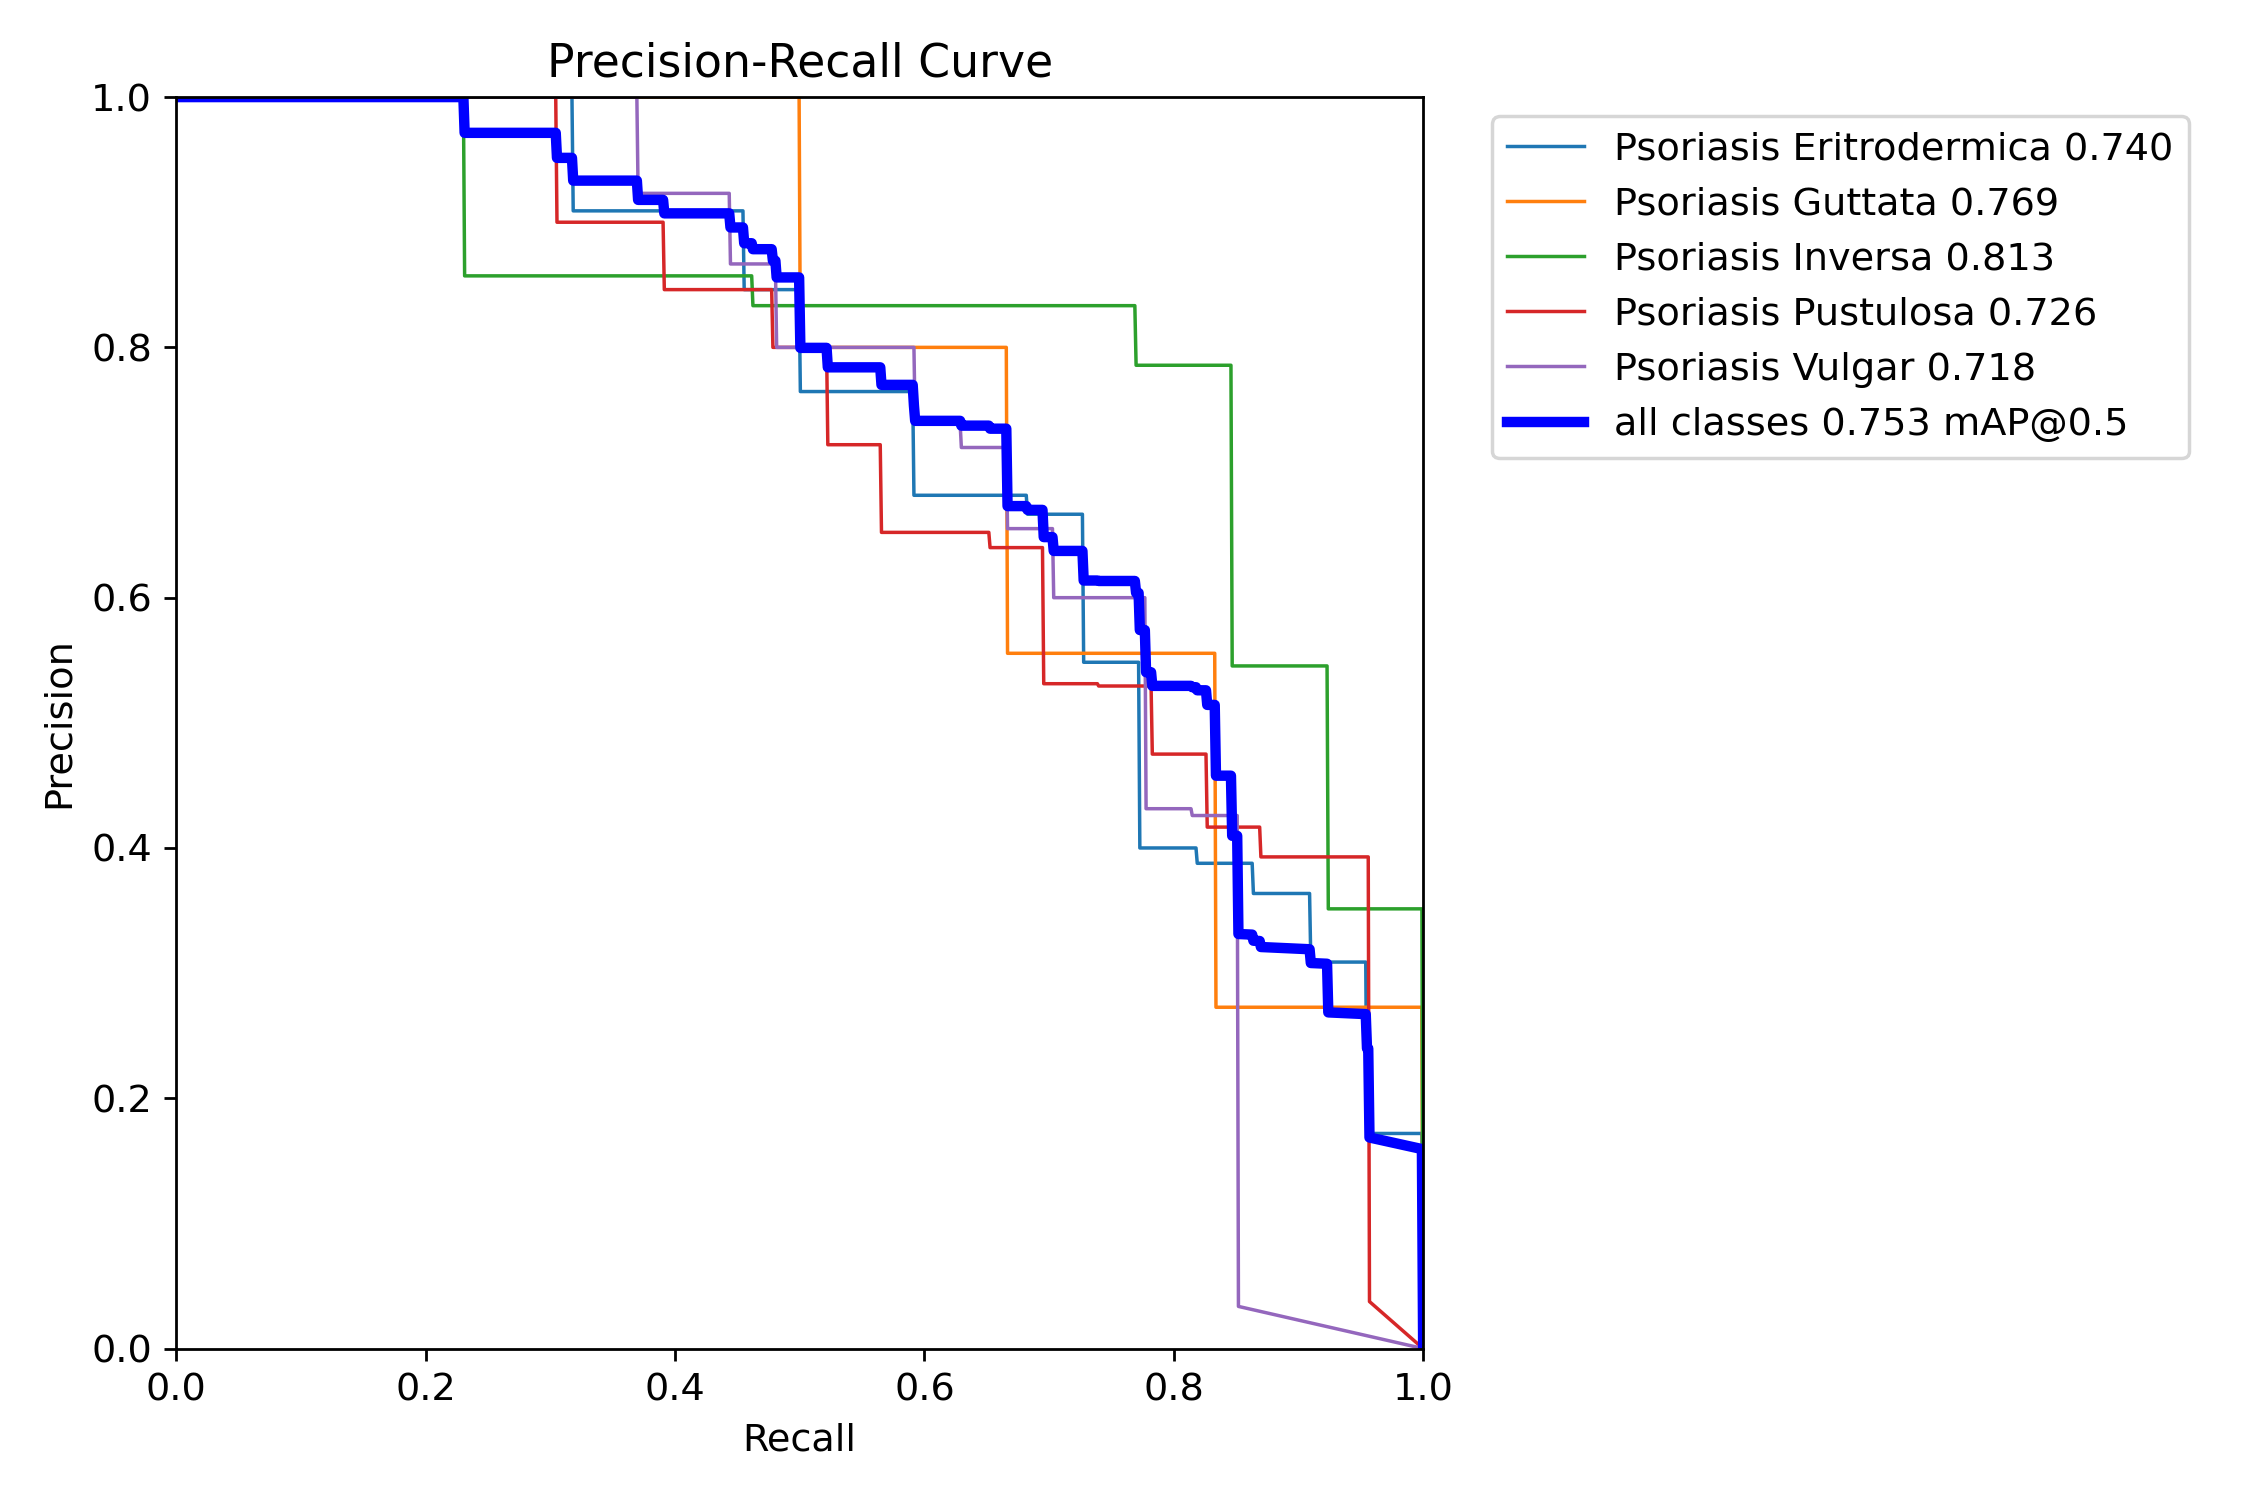 Precision-Recall Curve
1.0
0.8
0.6
0.4
0.2
0.0
Precision
0.0 0.2 0.4 0.6 0.8 1.0
Recall
Psoriasis Eritrodermica 0.740
Psoriasis Guttata 0.769
Psoriasis Inversa 0.813
Psoriasis Pustulosa 0.726
Psoriasis Vulgar 0.718
all classes 0.753 mAP@0.5